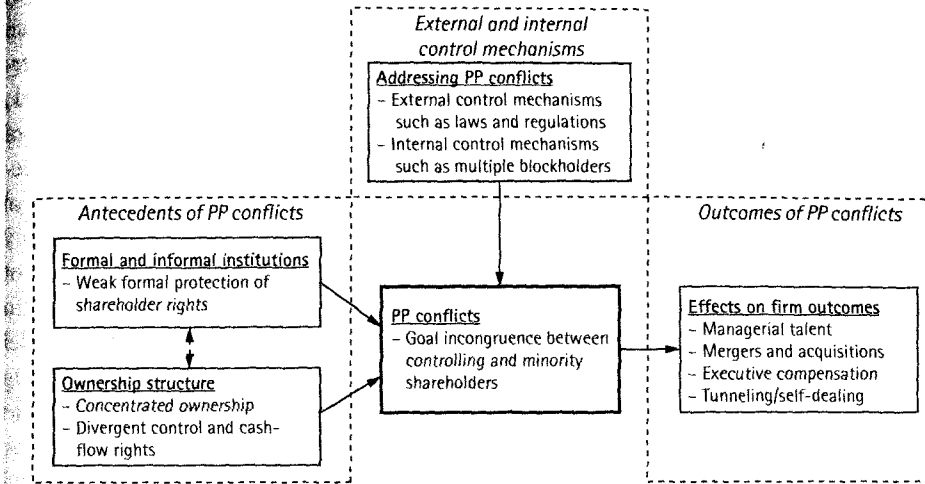 External and internal
control mechanisms
Addressing PP conflicts
– External control mechanisms
such as laws and regulations
– Internal control mechanisms
such as multiple blockholders
Antecedents of PP conflicts
Formal and informal institutions
– Weak formal protection of
shareholder rights
Ownership structure
– Concentrated ownership
– Divergent control and cash-
flow rights
PP conflicts
– Goal incongruence between
controlling and minority
shareholders
Outcomes of PP conflicts
Effects on firm outcomes
– Managerial talent
– Mergers and acquisitions
– Executive compensation
– Tunneling/self-dealing